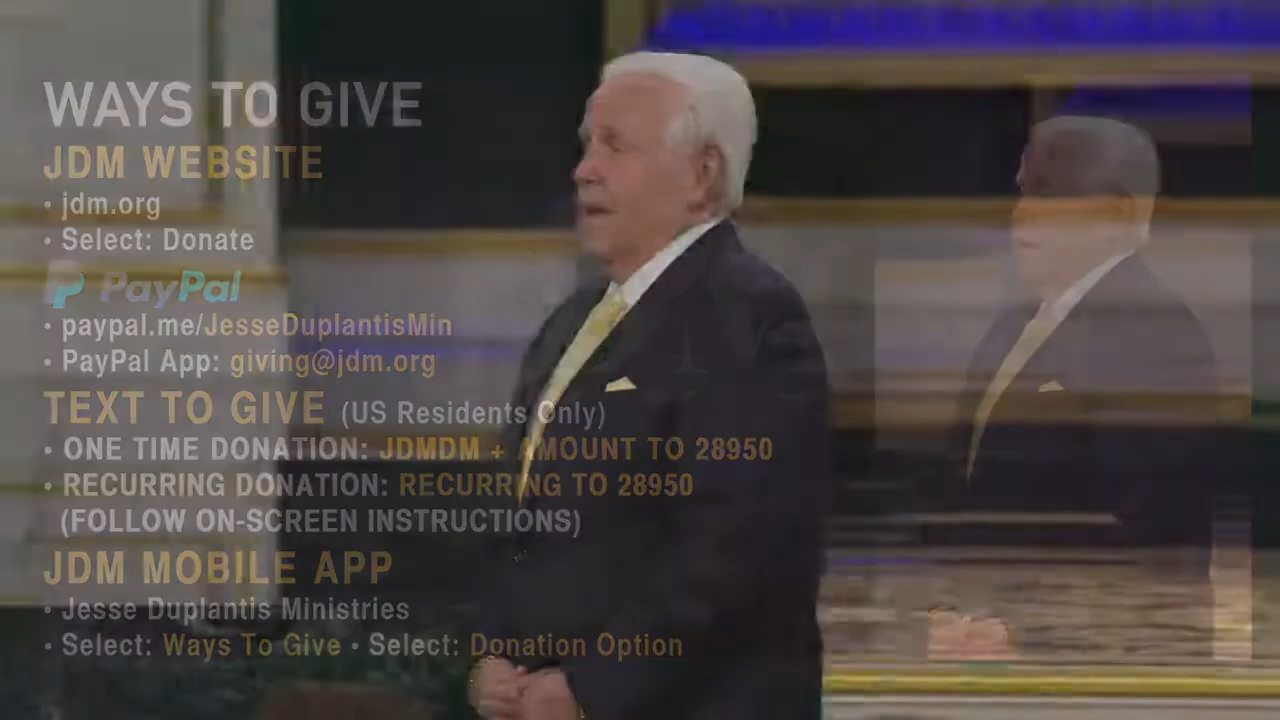 WAYS TO GIVE
JDM WEBSITE
• jdm.org
• Select: Donate
PayPal
• paypal.me/JesseDuplantisMin
• PayPal App: giving@jdm.org
TEXT TO GIVE (US Residents Only)
• ONE TIME DONATION: JDMDM + AMOUNT TO 28950
• RECURRING DONATION: RECURRING TO 28950
(FOLLOW ON-SCREEN INSTRUCTIONS)
JDM MOBILE APP
• Jesse Duplantis Ministries
• Select: Ways To Give • Select: Donation Option